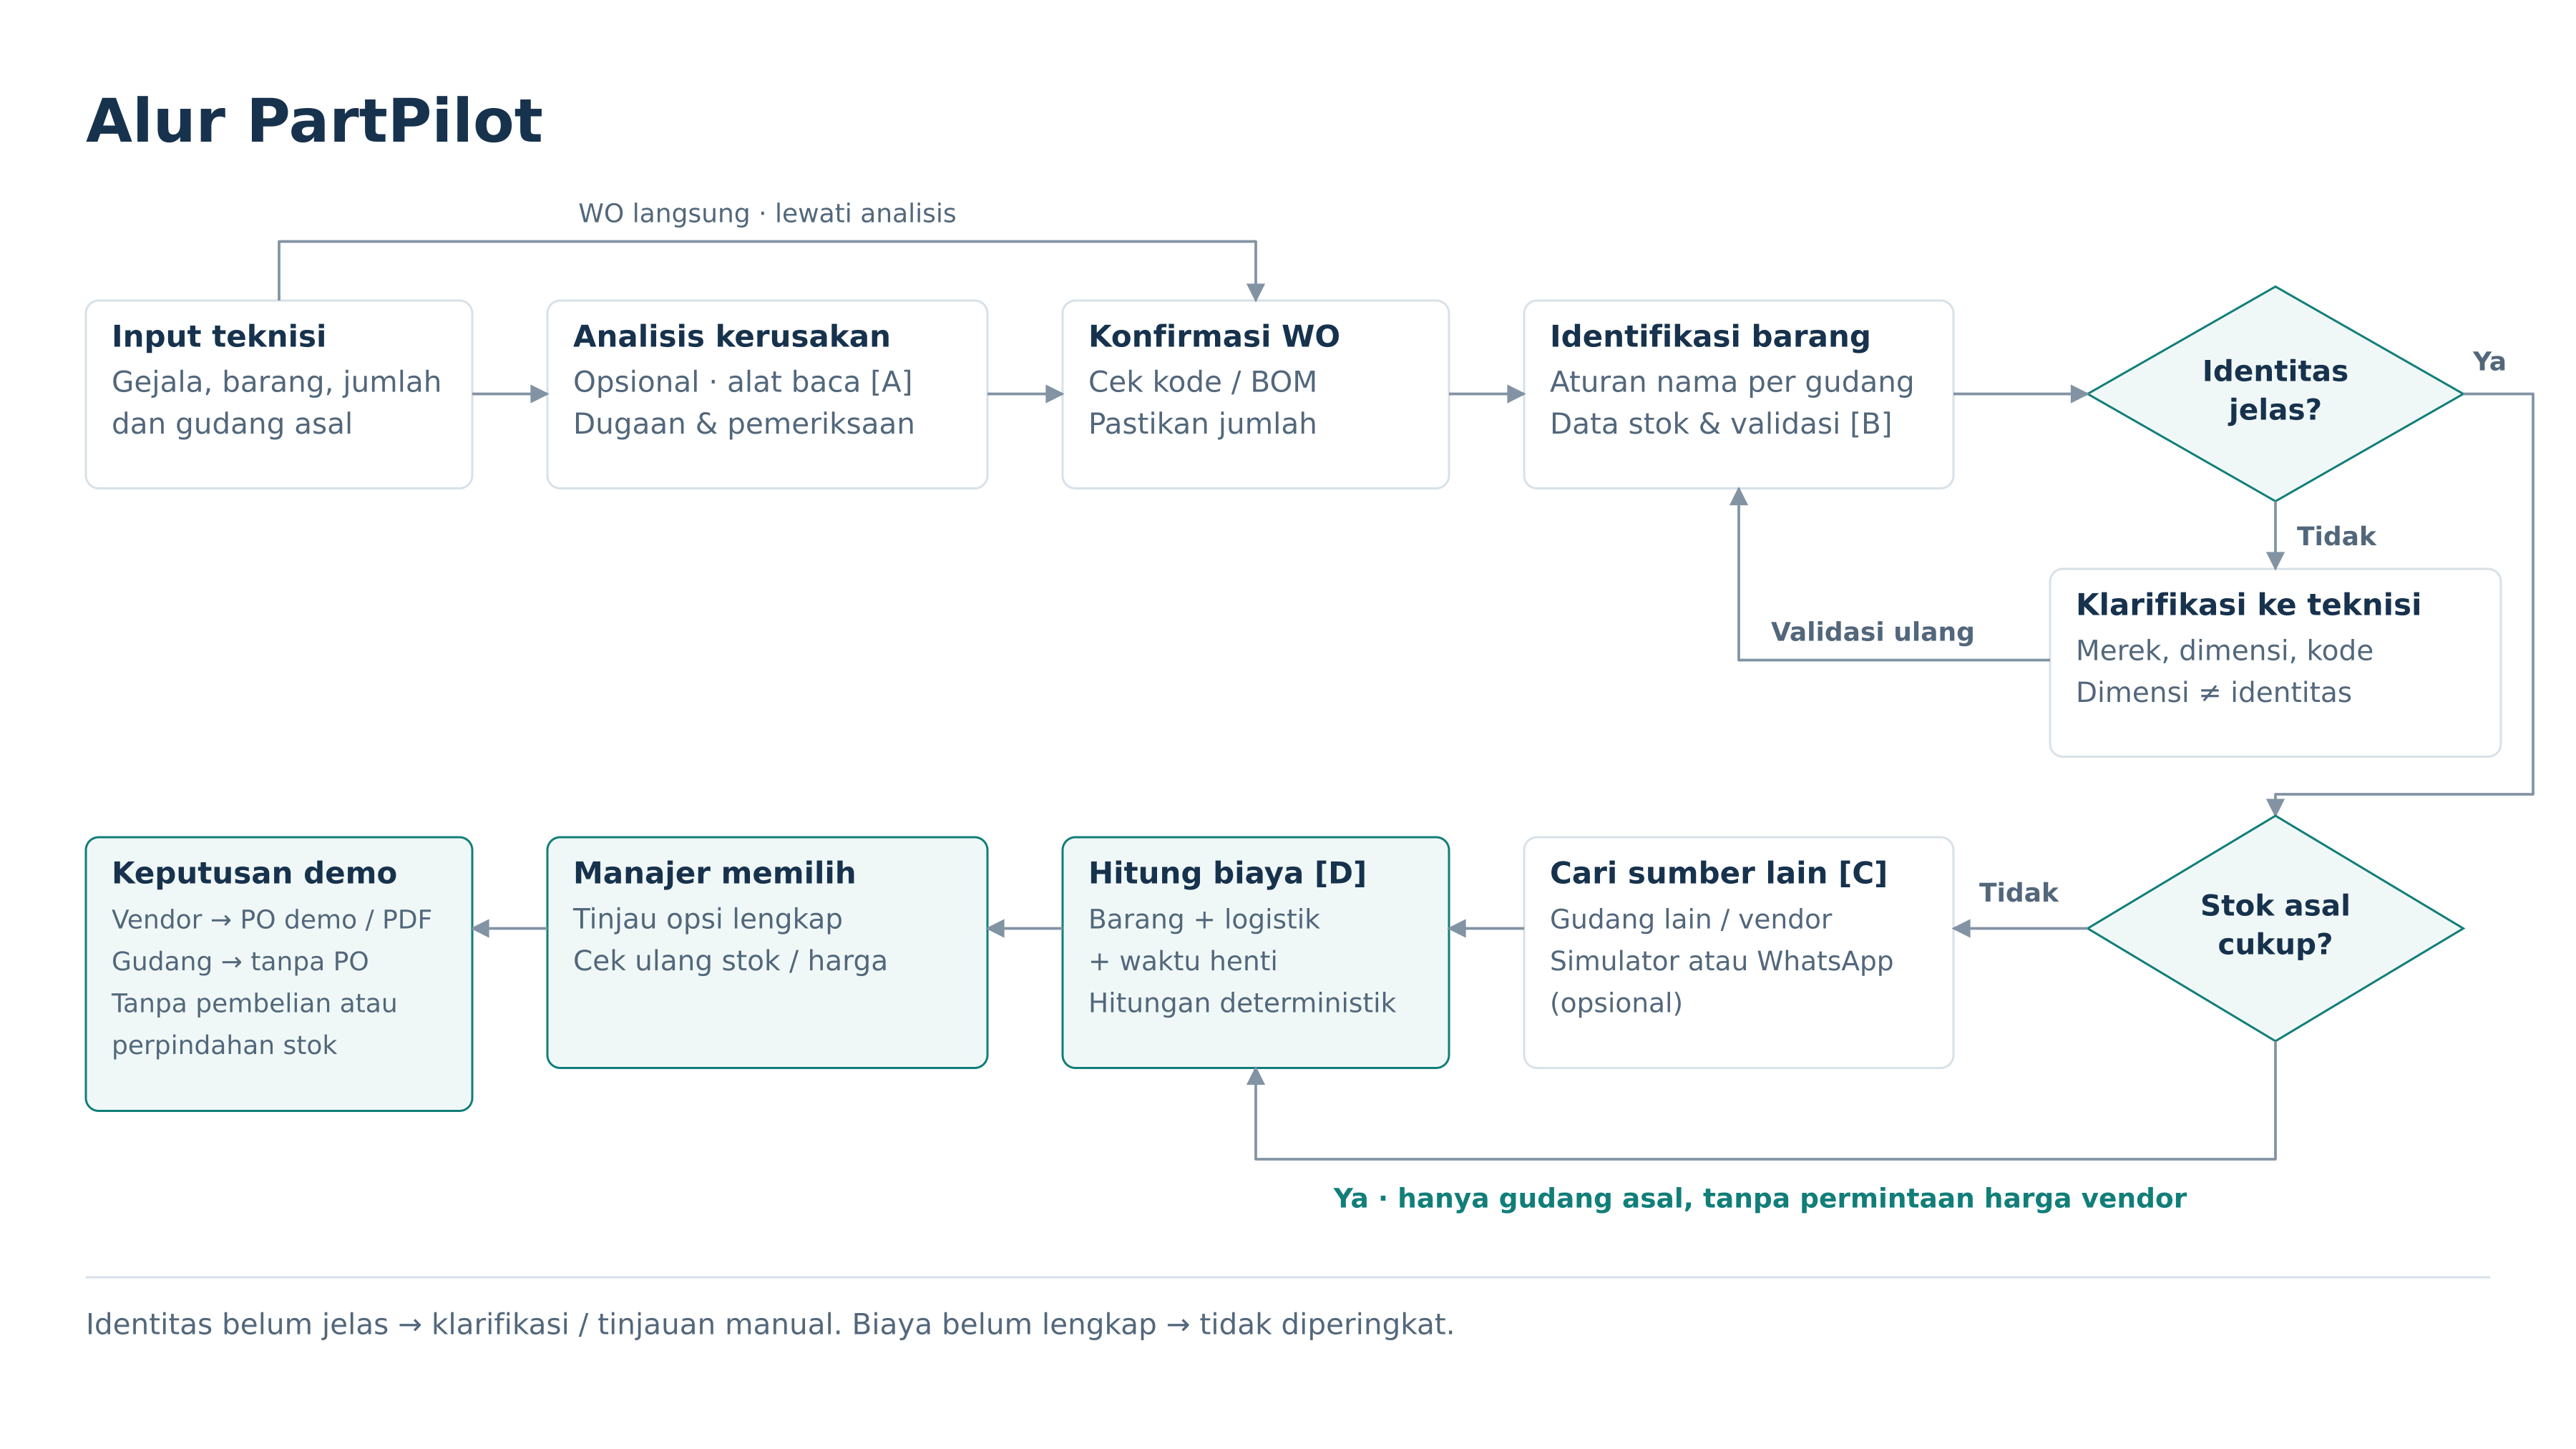 Alur PartPilot
WO langsung · lewati analisis
Input teknisi
Gejala, barang, jumlah
dan gudang asal
Analisis kerusakan
Opsional · alat baca [A]
Dugaan & pemeriksaan
Konfirmasi WO
Cek kode / BOM
Pastikan jumlah
Identifikasi barang
Aturan nama per gudang
Data stok & validasi [B]
Identitas
jelas?
Ya
Tidak
Klarifikasi ke teknisi
Merek, dimensi, kode
Dimensi ≠ identitas
Validasi ulang
Keputusan demo
Vendor → PO demo / PDF
Gudang → tanpa PO
Tanpa pembelian atau
perpindahan stok
Manajer memilih
Tinjau opsi lengkap
Cek ulang stok / harga
Hitung biaya [D]
Barang + logistik
+ waktu henti
Hitungan deterministik
Cari sumber lain [C]
Gudang lain / vendor
Simulator atau WhatsApp
(opsional)
Tidak
Stok asal
cukup?
Ya · hanya gudang asal, tanpa permintaan harga vendor
Identitas belum jelas → klarifikasi / tinjauan manual. Biaya belum lengkap → tidak diperingkat.